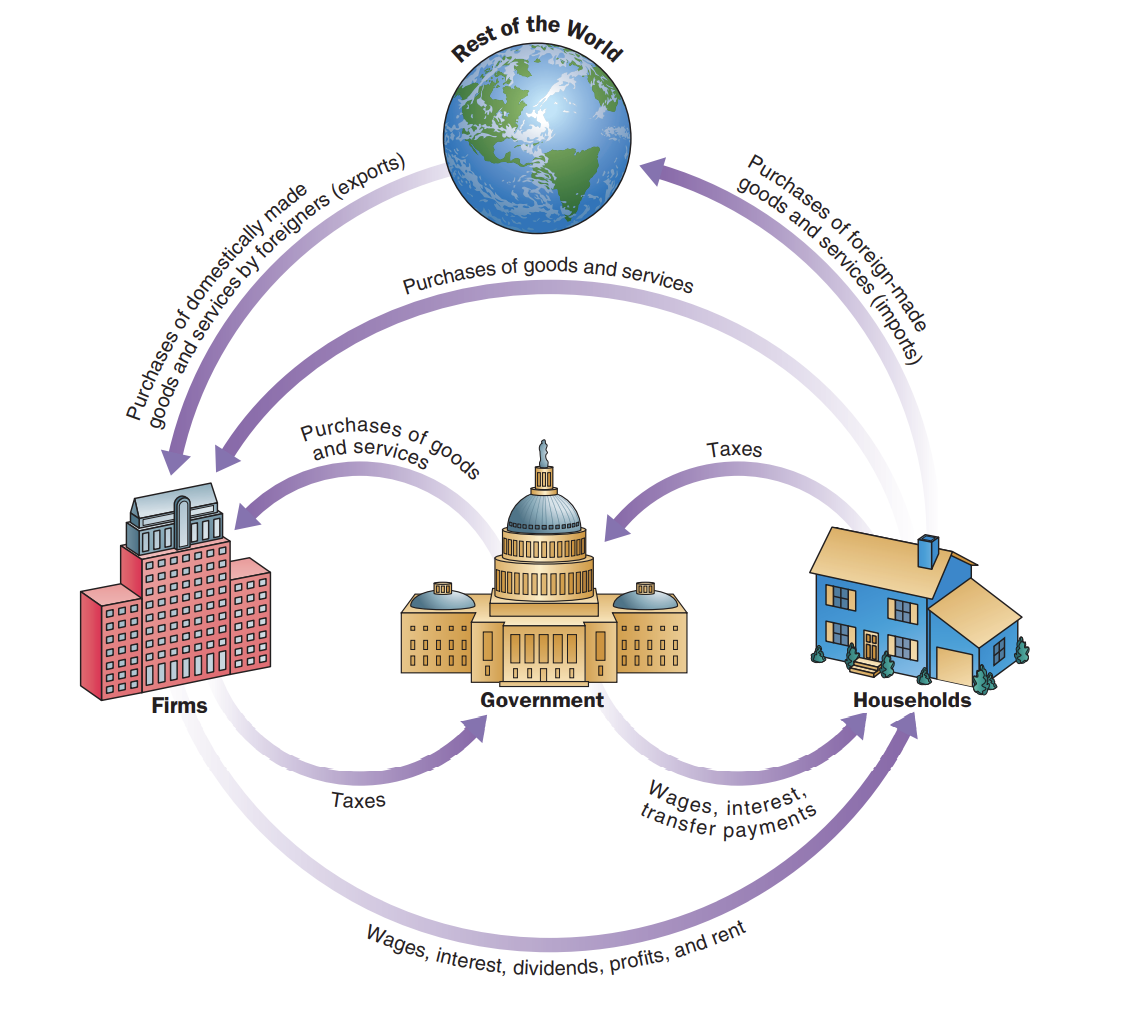 Rest of the World
Purchases of domestically made
goods and services by foreigners (exports)
Purchases of foreign-made
goods and services (imports)
Purchases of goods and services
Purchases of goods
and services
Taxes
Firms
Government
Households
Taxes
Wages, interest,
transfer payments
Wages, interest, dividends, profits, and rent